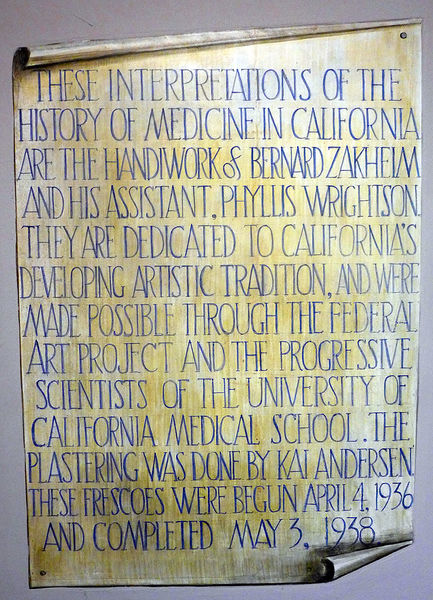 THESE INTERPRETATIONS OF THE
HISTORY OF MEDICINE IN CALIFORNIA
ARE THE HANDIWORK of BERNARD ZAKHEIM
AND HIS ASSISTANT, PHYLLIS WRIGHTSON.
THEY ARE DEDICATED TO CALIFORNIA'S
DEVELOPING ARTISTIC TRADITION, AND WERE
MADE POSSIBLE THROUGH THE FEDERAL
ART PROJECT AND THE PROGRESSIVE
SCIENTISTS OF THE UNIVERSITY OF
CALIFORNIA MEDICAL SCHOOL. THE
PLASTERING WAS DONE BY KAI ANDERSEN.
THESE FRESCOES WERE BEGUN APRIL 4, 1936
AND COMPLETED MAY 3, 1938